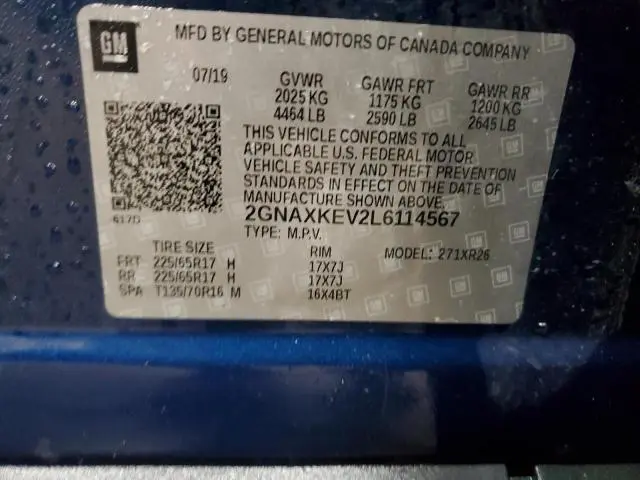 GM
MFD BY GENERAL MOTORS OF CANADA COMPANY
07/19 GVWR GAWR FRT GAWR RR
2025 KG 1175 KG 1200 KG
4464 LB 2590 LB 2645 LB
THIS VEHICLE CONFORMS TO ALL
APPLICABLE U.S. FEDERAL MOTOR
VEHICLE SAFETY AND THEFT PREVENTION
STANDARDS IN EFFECT ON THE DATE OF
MANUFACTURE SHOWN ABOVE.
617D 2GNAXKEV2L6114567
TYPE: M.P.V. MODEL: 271XR26
TIRE SIZE RIM
FRT 225/65R17 H 17X7J
RR 225/65R17 H 17X7J
SPA T135/70R16 M 16X4BT